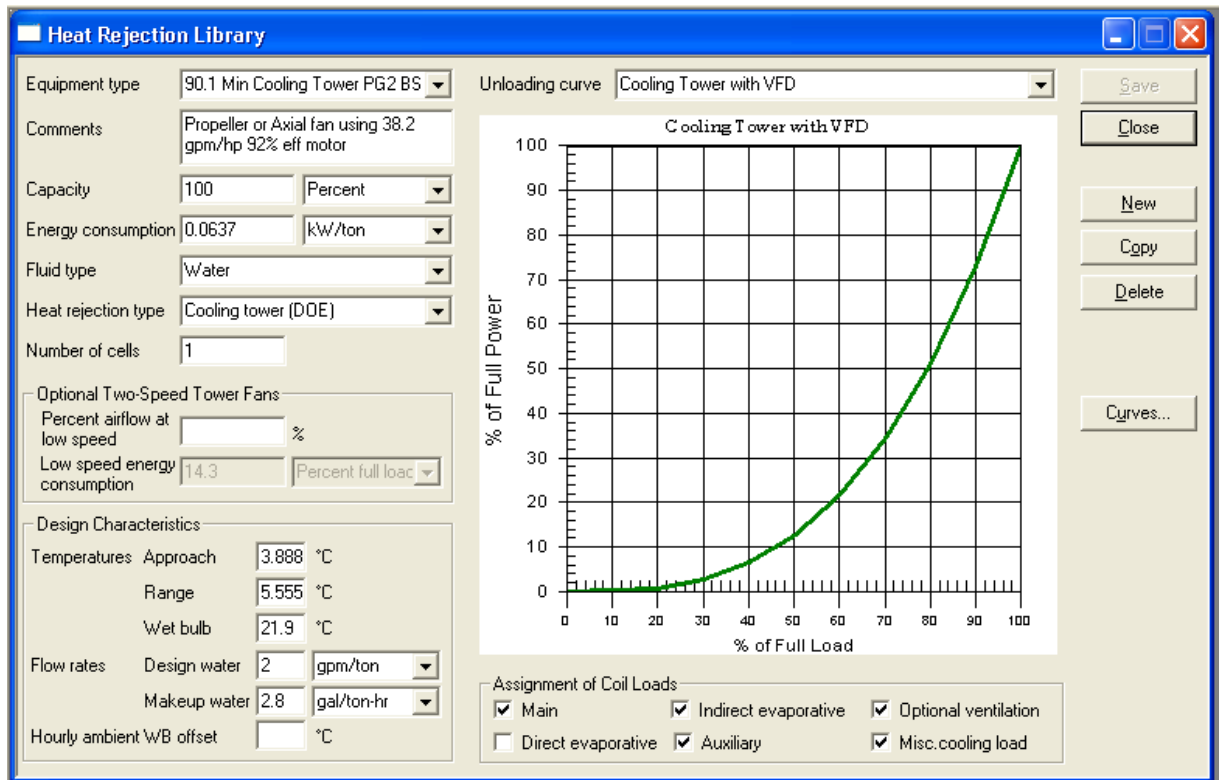 Heat Rejection Library
Equipment type 90.1 Min Cooling Tower PG2 BS
Comments Propeller or Axial fan using 38.2
gpm/hp 92% eff motor
Capacity 100 Percent
Energy consumption 0.0637 kW/ton
Fluid type Water
Heat rejection type Cooling tower (DOE)
Number of cells 1
Optional Two-Speed Tower Fans
Percent airflow at
low speed %
Low speed energy
consumption 14.3 Percent full loac
Design Characteristics
Temperatures Approach 3.888 °C
Range 5.555 °C
Wet bulb 21.9 °C
Flow rates Design water 2 gpm/ton
Makeup water 2.8 gal/ton-hr
Hourly ambient WB offset °C
Unloading curve Cooling Tower with VFD
Cooling Tower with VFD
% of Full Power
100
90
80
70
60
50
40
30
20
10
0
0 10 20 30 40 50 60 70 80 90 100
% of Full Load
Assignment of Coil Loads
Main Indirect evaporative Optional ventilation
Direct evaporative Auxiliary Misc.cooling load
Save
Close
New
Copy
Delete
Curves...